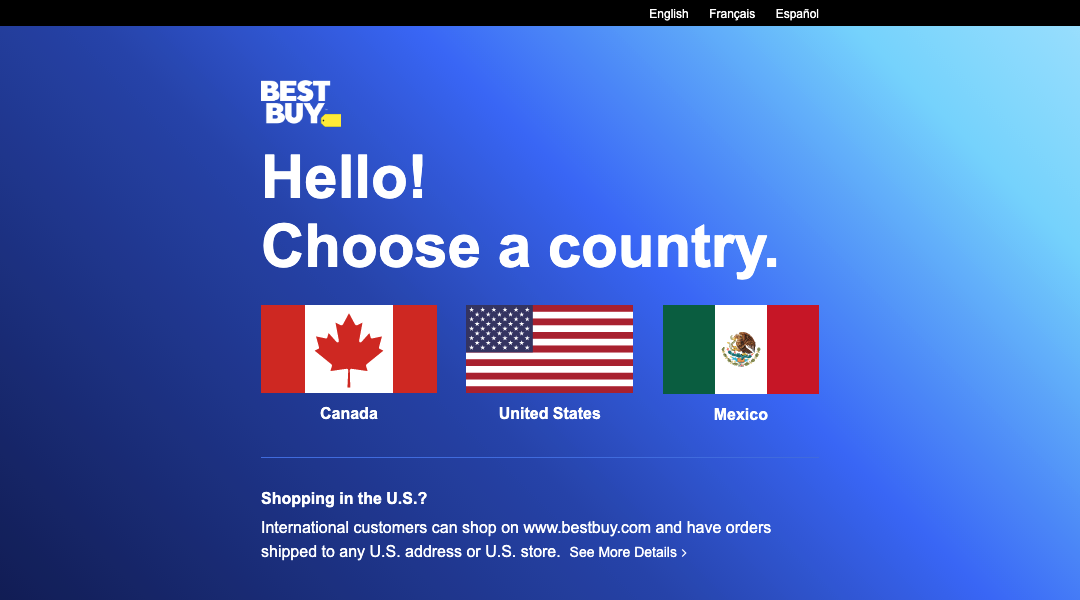 English Français Español
BEST
BUY
Hello!
Choose a country.
Canada United States Mexico
Shopping in the U.S.?
International customers can shop on www.bestbuy.com and have orders
shipped to any U.S. address or U.S. store. See More Details ›